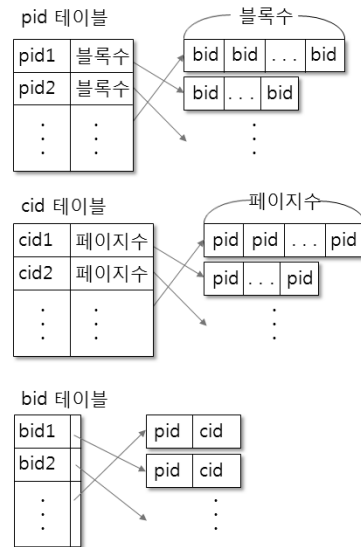 pid 테이블
블록수
pid1 블록수
bid bid . . . bid
pid2 블록수
bid . . . bid
cid 테이블
페이지수
cid1 페이지수
pid pid . . . pid
cid2 페이지수
pid . . . pid
bid 테이블
bid1
pid cid
bid2
pid cid